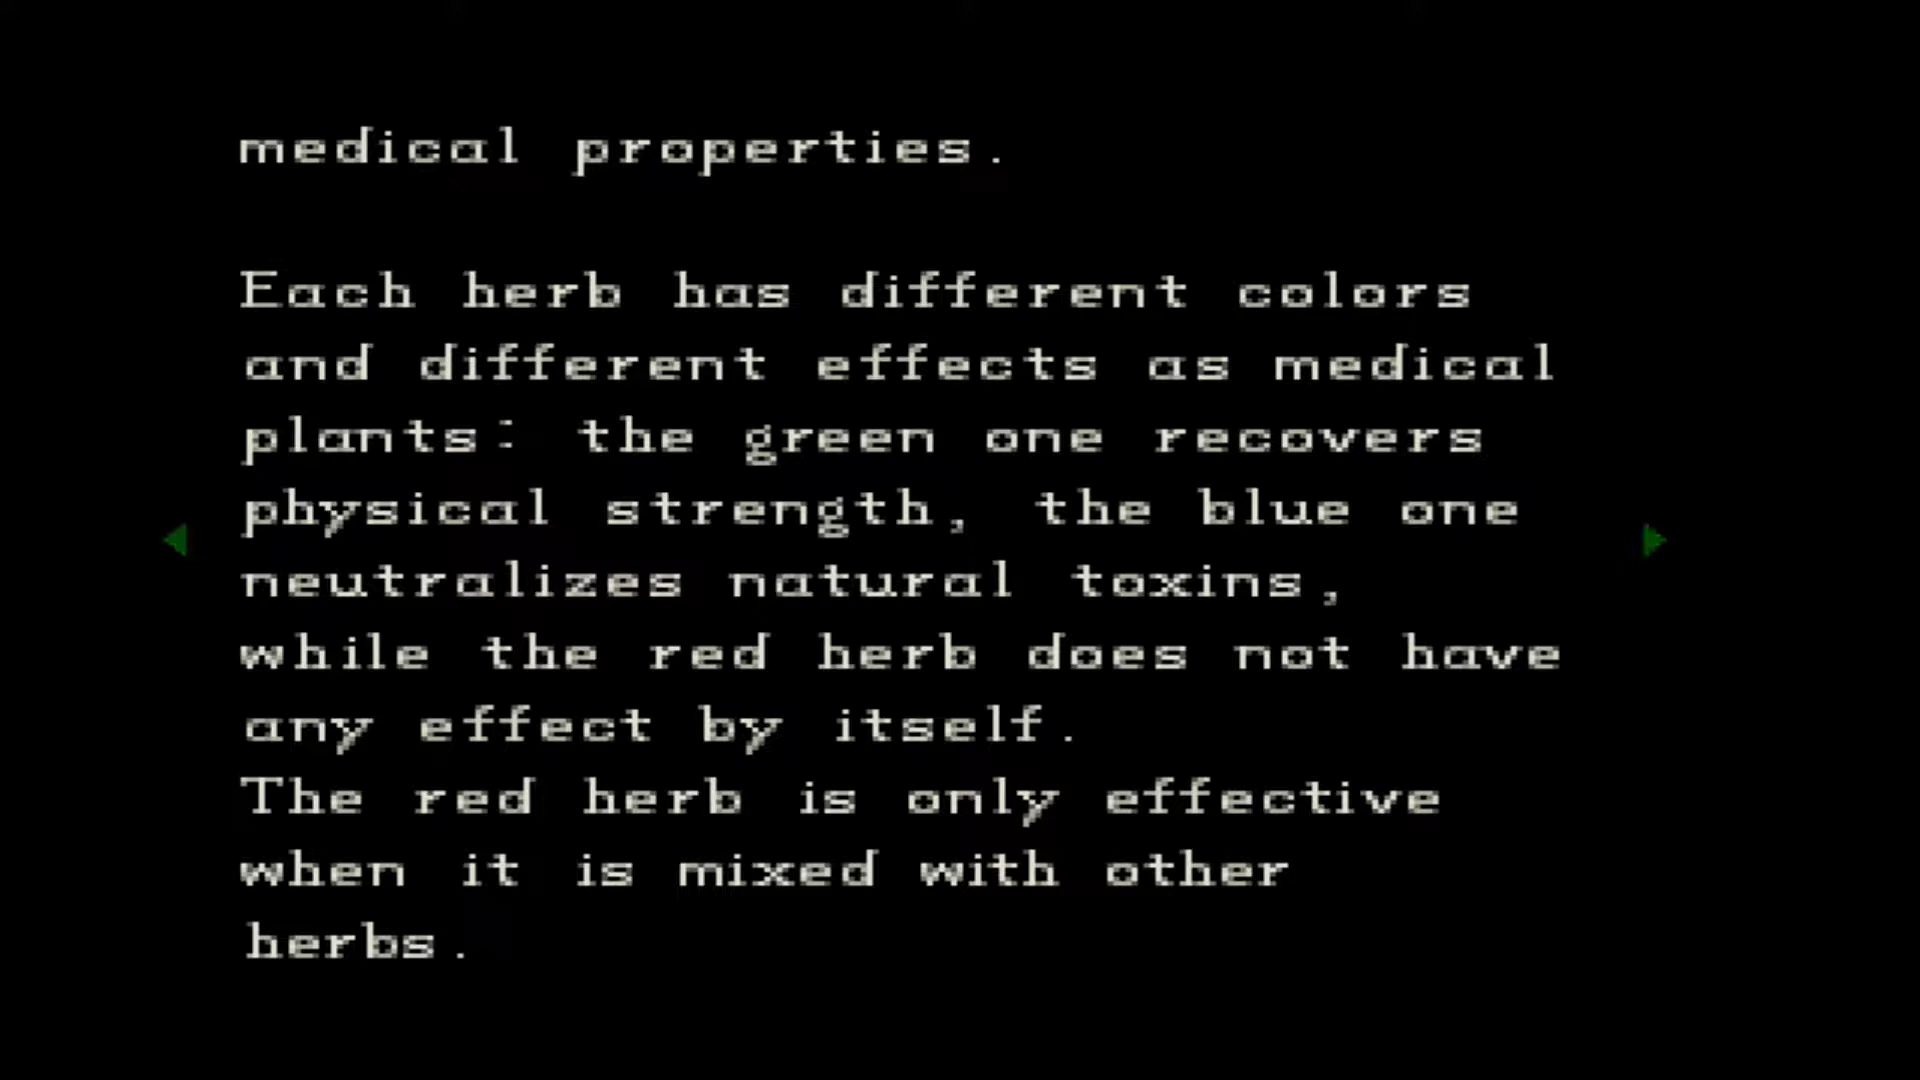 medical properties.
Each herb has different colors
and different effects as medical
plants: the green one recovers
physical strength, the blue one
neutralizes natural toxins,
while the red herb does not have
any effect by itself.
The red herb is only effective
when it is mixed with other
herbs.